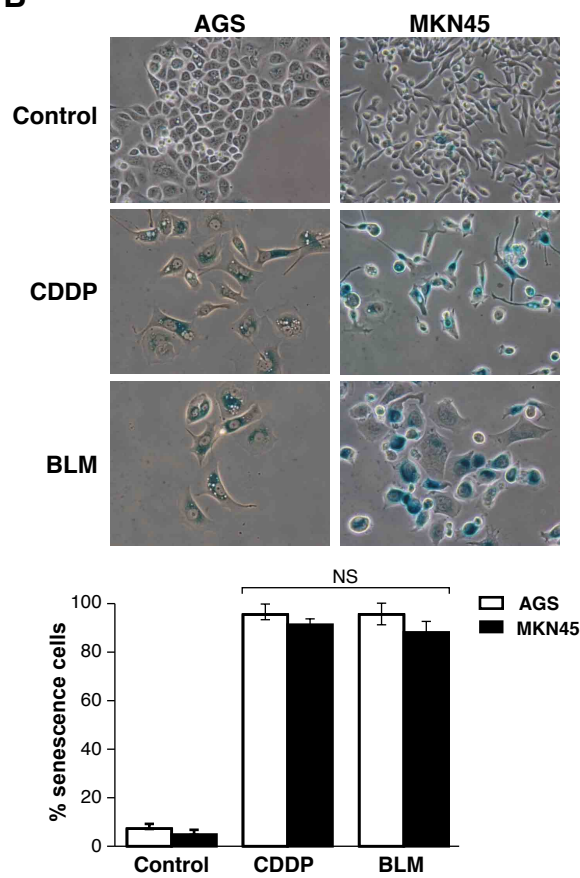 B
AGS MKN45
Control
CDDP
BLM
NS
100
80
60
40
20
0
% senescence cells
Control CDDP BLM
AGS
MKN45